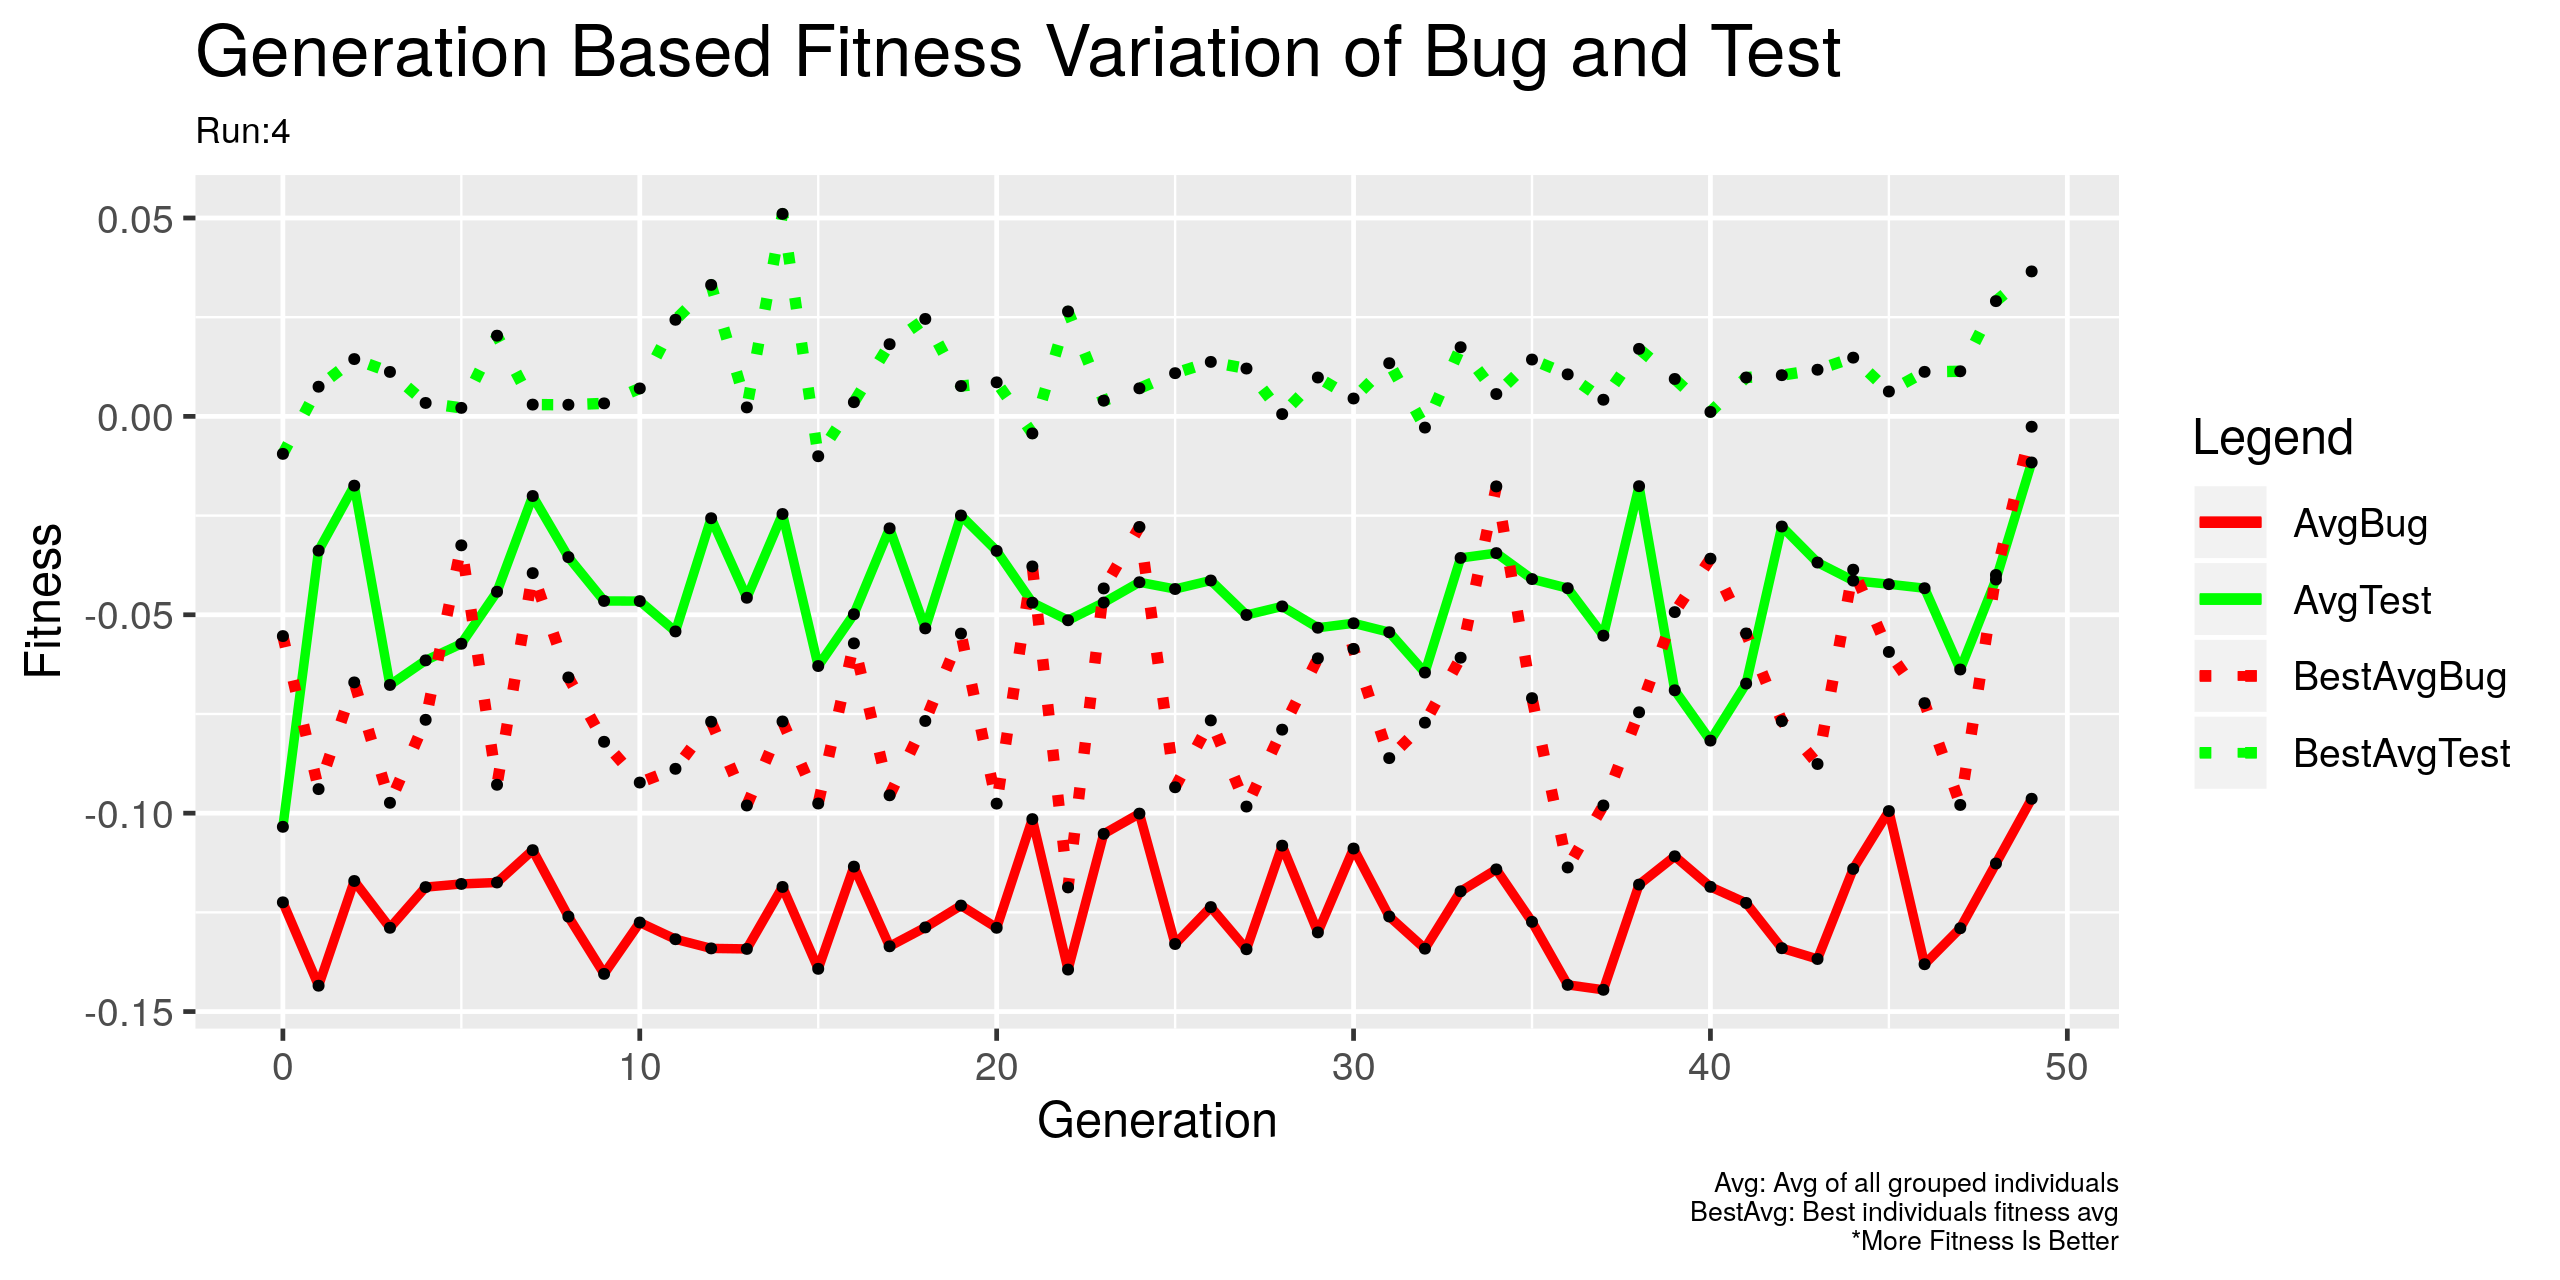 Generation Based Fitness Variation of Bug and Test
Run:4
Fitness
0.05
0.00
-0.05
-0.10
-0.15
0 10 20 30 40 50
Generation
Legend
AvgBug
AvgTest
BestAvgBug
BestAvgTest
Avg: Avg of all grouped individuals
BestAvg: Best individuals fitness avg
*More Fitness Is Better